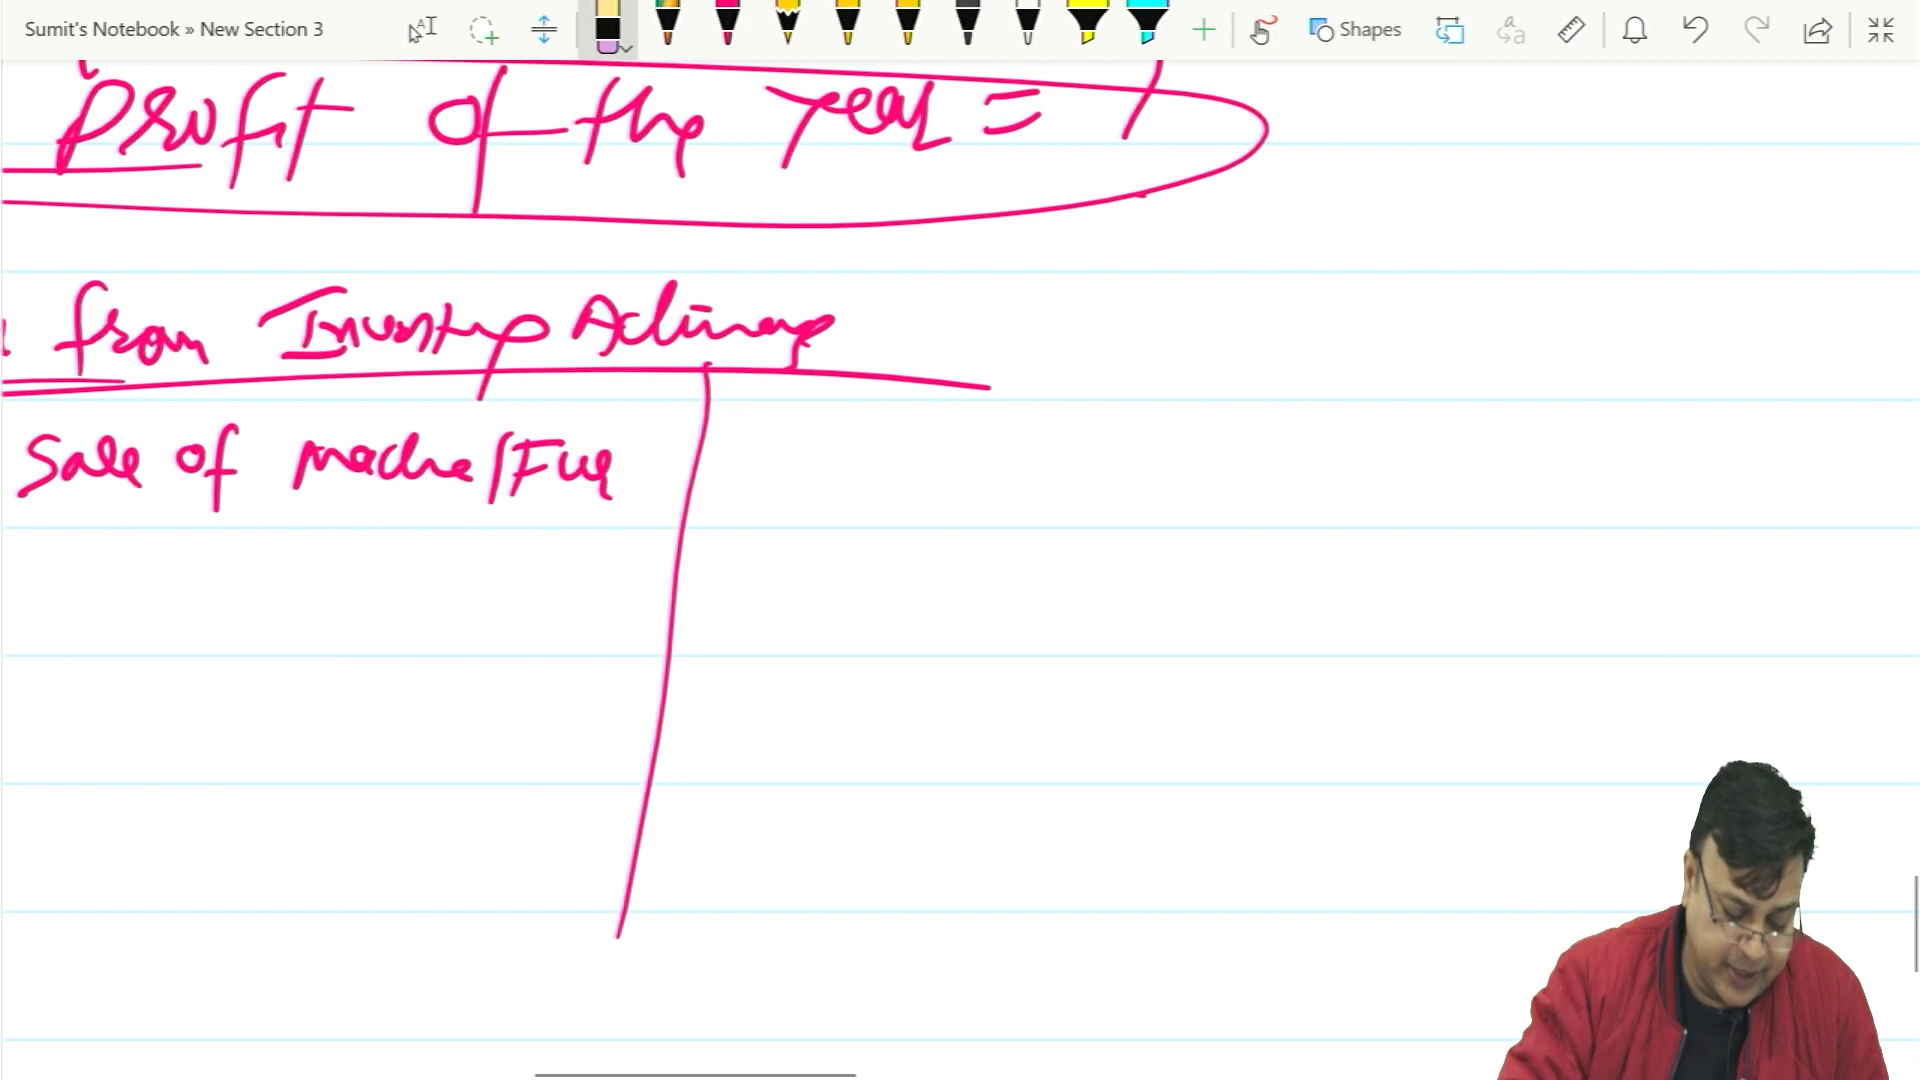 Sumit's Notebook » New Section 3
Shapes
Profit of the year =
from Investing Activities
Sale of Machine/Fur